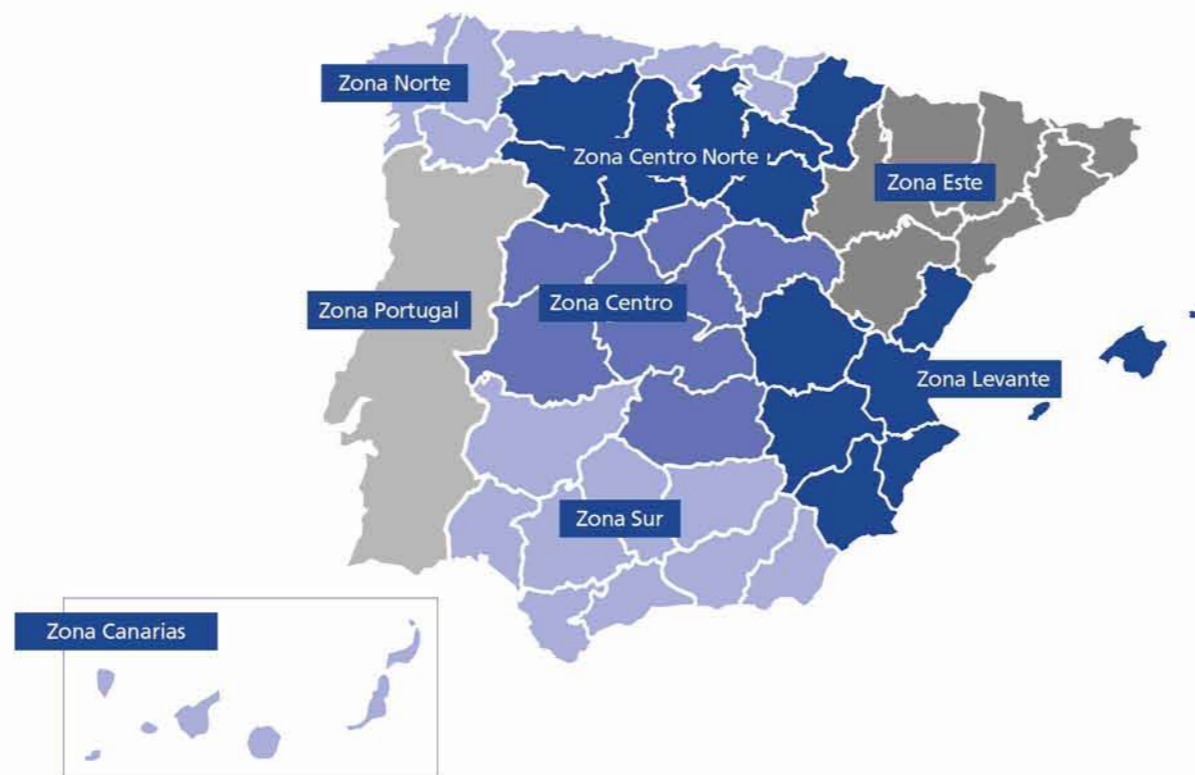 Zona Norte
Zona Centro Norte
Zona Este
Zona Portugal
Zona Centro
Zona Levante
Zona Sur
Zona Canarias